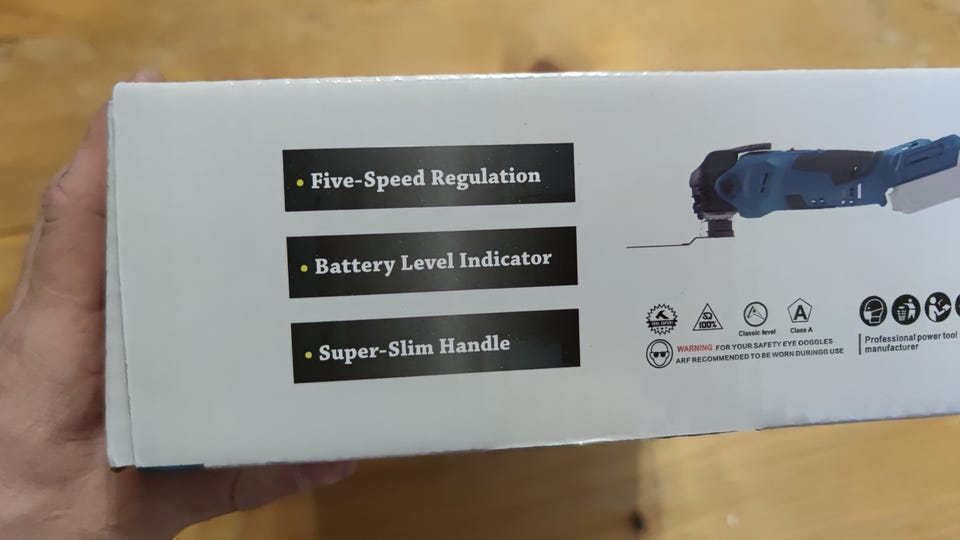 Five-Speed Regulation
Battery Level Indicator
Super-Slim Handle
100%
Classic level
A
Class A
WARNING FOR YOUR SAFETY EYE OOGGLES
ARF RECOMMENDED TO BE WORN DURINGG USE
Professional power tool
manufacturer